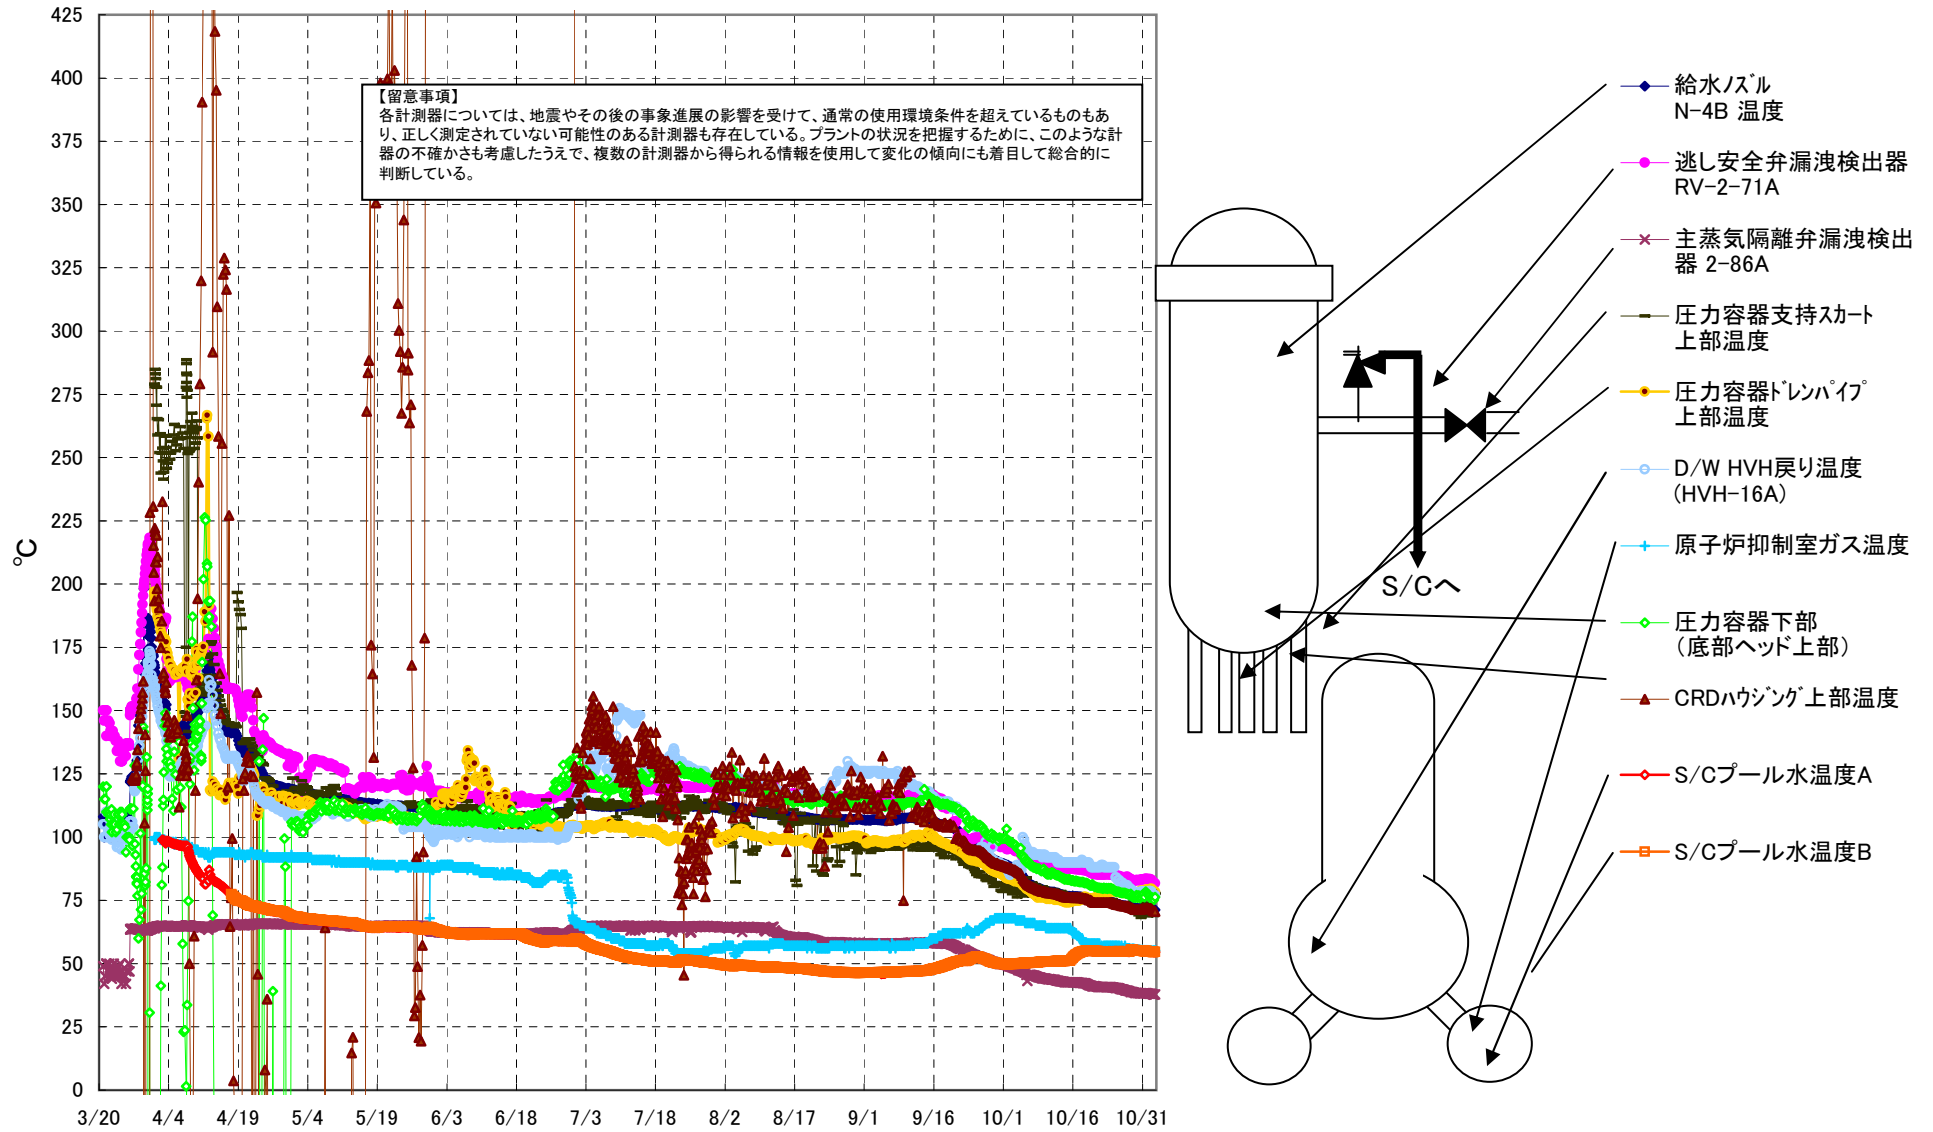 425
400
375
350
325
300
275
250
225
200
175
150
125
100
75
50
25
0
℃
3/20 4/4 4/19 5/4 5/19 6/3 6/18 7/3 7/18 8/2 8/17 9/1 9/16 10/1 10/16 10/31
【留意事項】
各計測器については、地震やその後の事象進展の影響を受けて、通常の使用環境条件を超えているものもあ
り、正しく測定されていない可能性のある計測器も存在している。プラントの状況を把握するために、このような計
器の不確かさも考慮したうえで、複数の計測器から得られる情報を使用して変化の傾向にも着目して総合的に
判断している。
S/Cへ
給水ﾉｽﾞﾙ
N-4B 温度
逃し安全弁漏洩検出器
RV-2-71A
主蒸気隔離弁漏洩検出
器 2-86A
圧力容器支持ｽｶｰﾄ
上部温度
圧力容器ﾄﾞﾚﾝﾊﾟｲﾌﾟ
上部温度
D/W HVH戻り温度
(HVH-16A)
原子炉抑制室ガス温度
圧力容器下部
（底部ヘッド上部）
CRDﾊｳｼﾞﾝｸﾞ上部温度
S/Cプール水温度A
S/Cプール水温度B